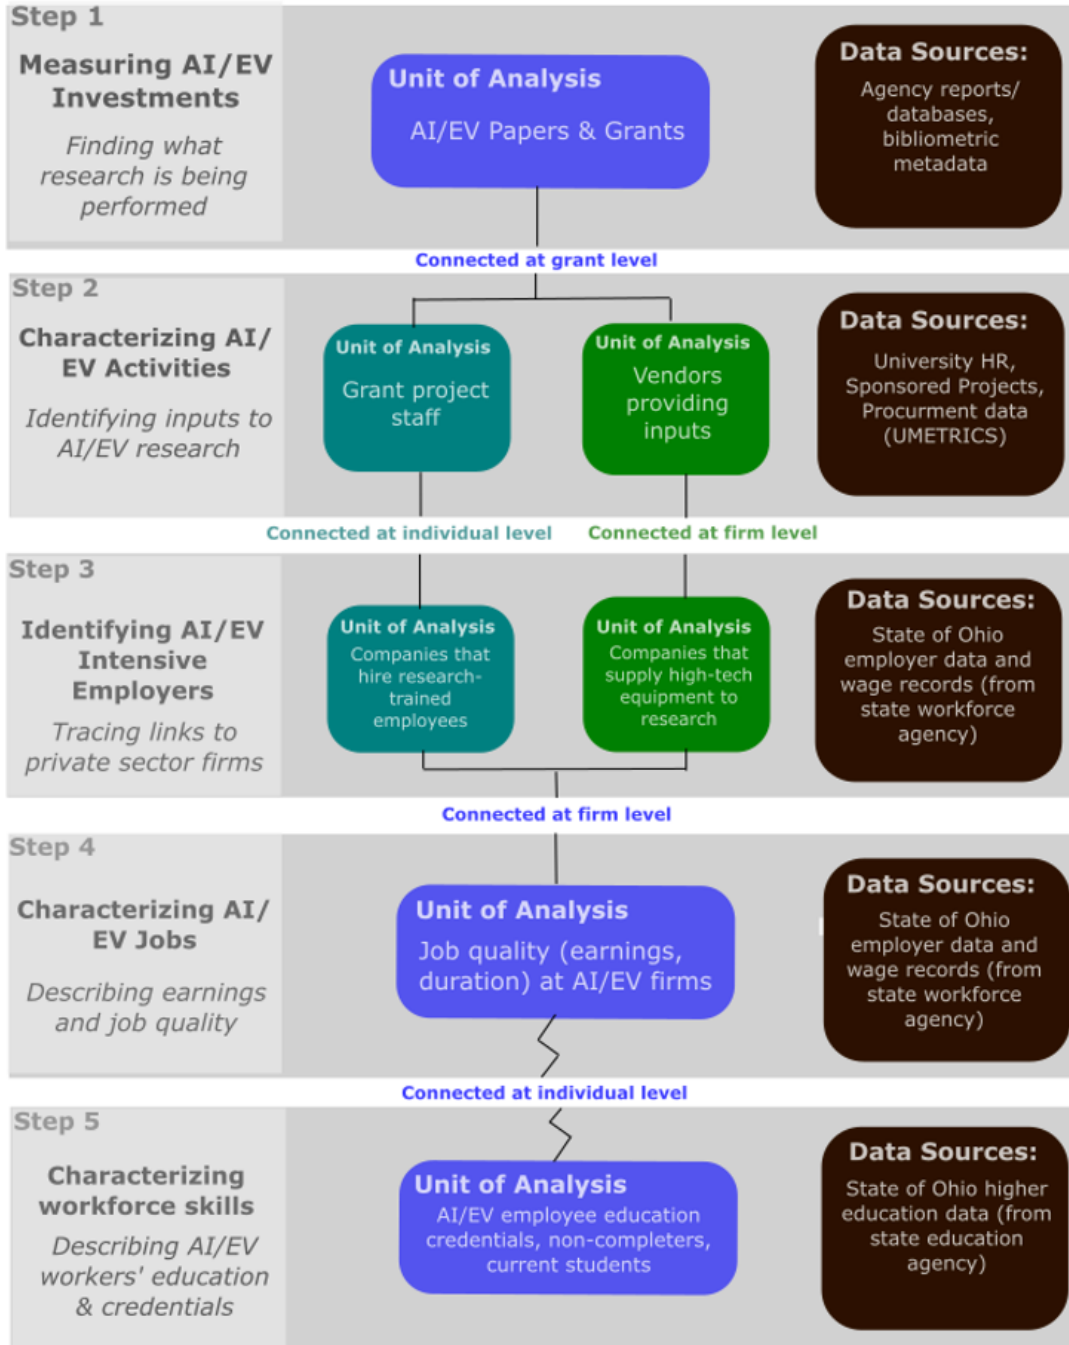 Step 1
Measuring AI/EV
Investments
Finding what
research is being
performed
Unit of Analysis
AI/EV Papers & Grants
Data Sources:
Agency reports/
databases,
bibliometric
metadata
Connected at grant level
Step 2
Characterizing AI/
EV Activities
Identifying inputs to
AI/EV research
Unit of Analysis
Grant project
staff
Unit of Analysis
Vendors
providing
inputs
Data Sources:
University HR,
Sponsored Projects,
Procurment data
(UMETRICS)
Connected at individual level
Connected at firm level
Step 3
Identifying AI/EV
Intensive
Employers
Tracing links to
private sector firms
Unit of Analysis
Companies that
hire research-
trained
employees
Unit of Analysis
Companies that
supply high-tech
equipment to
research
Data Sources:
State of Ohio
employer data and
wage records (from
state workforce
agency)
Connected at firm level
Step 4
Characterizing AI/
EV Jobs
Describing earnings
and job quality
Unit of Analysis
Job quality (earnings,
duration) at AI/EV firms
Data Sources:
State of Ohio
employer data and
wage records (from
state workforce
agency)
Connected at individual level
Step 5
Characterizing
workforce skills
Describing AI/EV
workers' education
& credentials
Unit of Analysis
AI/EV employee education
credentials, non-completers,
current students
Data Sources:
State of Ohio higher
education data (from
state education
agency)